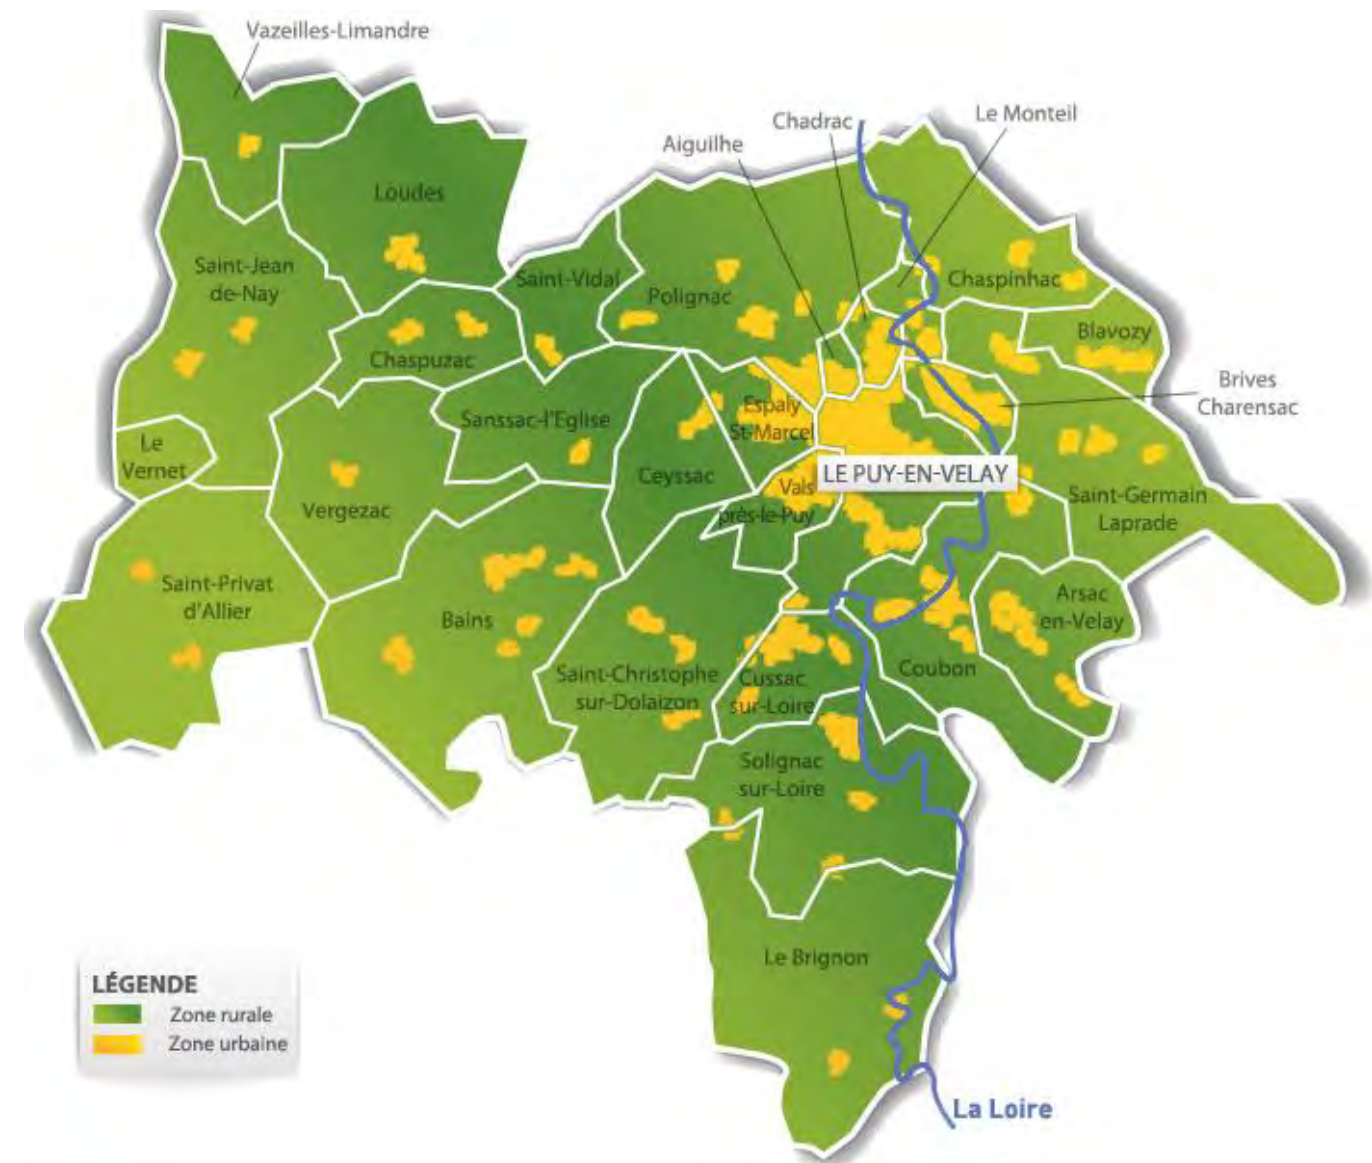 Vazeilles-Limandre
Chadrac
Le Monteil
Aiguilhe
Loudes
Saint-Jean
de-Nay
Saint-Vidal
Polignac
Chaspinhac
Blavozy
Chaspuzac
Brives
Charensac
Espaly
St-Marcel
Sanssac-l'Eglise
Le
Vernet
Ceyssac
LE PUY-EN-VELAY
Vals
près-le-Puy
Vergezac
Saint-Germain
Laprade
Saint-Privat
d'Allier
Bains
Arsac
en-Velay
Saint-Christophe
sur-Dolaizon
Cussac
sur-Loire
Coubon
Solignac
sur-Loire
Le Brignon
LÉGENDE
Zone rurale
Zone urbaine
La Loire